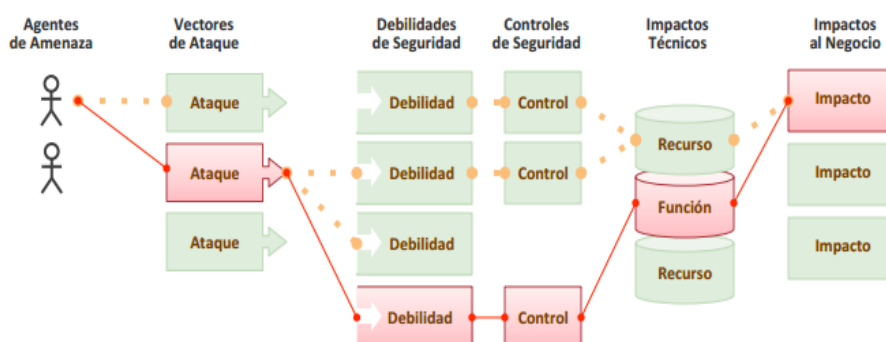 Agentes
de Amenaza
Vectores
de Ataque
Debilidades
de Seguridad
Controles
de Seguridad
Impactos
Técnicos
Impactos
al Negocio
Ataque
Debilidad
Control
Impacto
Recurso
Ataque
Debilidad
Control
Impacto
Función
Ataque
Debilidad
Impacto
Recurso
Debilidad
Control